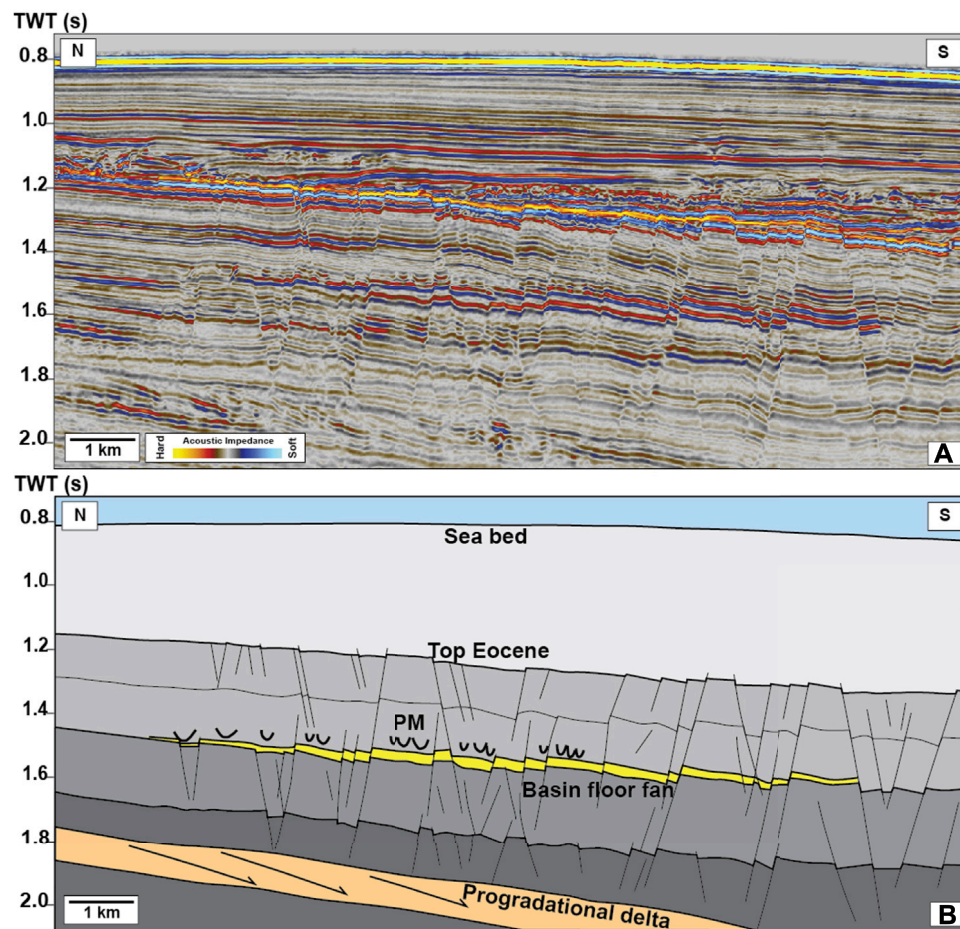 TWT (s)
N
S
0.8
1.0
1.2
1.4
1.6
1.8
2.0
1 km
Hard
Acoustic Impedance
Soft
A
TWT (s)
N
S
0.8
Sea bed
1.0
1.2
Top Eocene
1.4
PM
1.6
Basin floor fan
1.8
2.0
Progradational delta
1 km
B